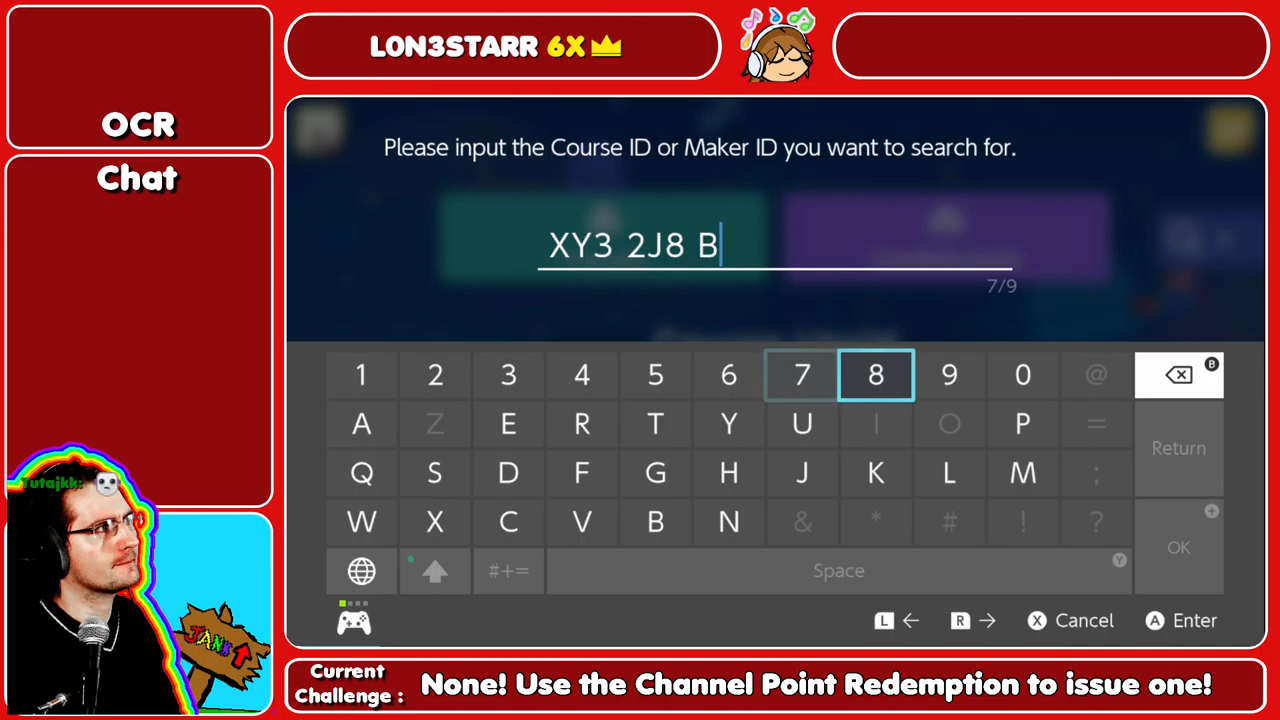 OCR
Chat
LON3STARR 6X
Please input the Course ID or Maker ID you want to search for.
XY3 2J8 B
7/9
1 2 3 4 5 6 7 8 9 0 @ B
A Z E R T Y U I O P =
Return
Q S D F G H J K L M ;
W X C V B N & * # ! ? +
OK
#+= Space Y
L ← R → X Cancel A Enter
Tutajkk:
JANK
Current
Challenge :
None! Use the Channel Point Redemption to issue one!